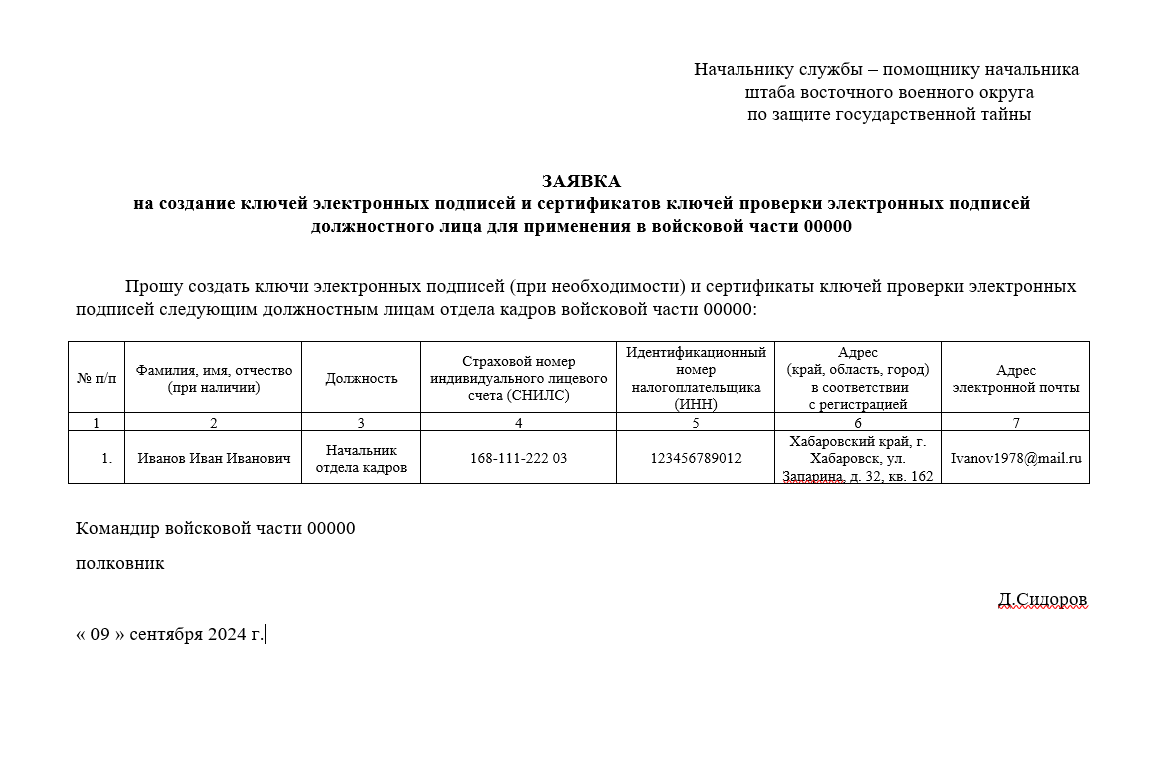 Начальнику службы – помощнику начальника
штаба восточного военного округа
по защите государственной тайны
ЗАЯВКА
на создание ключей электронных подписей и сертификатов ключей проверки электронных подписей
должностного лица для применения в войсковой части 00000
Прошу создать ключи электронных подписей (при необходимости) и сертификаты ключей проверки электронных
подписей следующим должностным лицам отдела кадров войсковой части 00000:
№ п/п
Фамилия, имя, отчество
(при наличии)
Должность
Страховой номер
индивидуального лицевого
счета (СНИЛС)
Идентификационный
номер
налогоплательщика
(ИНН)
Адрес
(край, область, город)
в соответствии
с регистрацией
Адрес
электронной почты
1
2
3
4
5
6
7
1.
Иванов Иван Иванович
Начальник
отдела кадров
168-111-222 03
123456789012
Хабаровский край, г.
Хабаровск, ул.
Запарина, д. 32, кв. 162
Ivanov1978@mail.ru
Командир войсковой части 00000
полковник
Д.Сидоров
« 09 » сентября 2024 г.